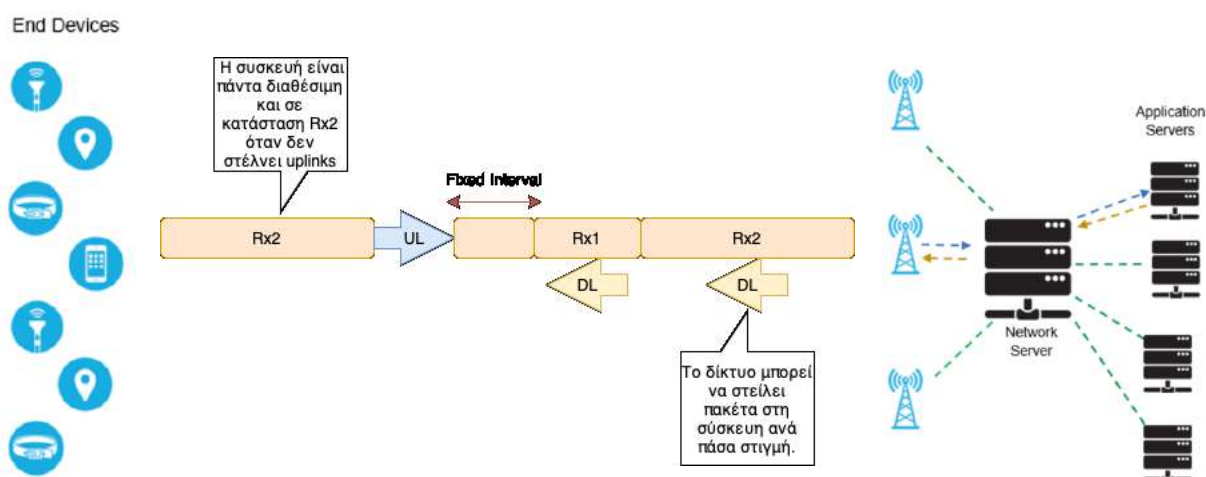 End Devices
Η συσκευή είναι
πάντα διαθέσιμη
και σε
κατάσταση Rx2
όταν δεν
στέλνει uplinks
Fixed Interval
Rx2
UL
Rx1
Rx2
DL
DL
Το δίκτυο μπορεί
να στείλει
πακέτα στη
σύσκευη ανά
πάσα στιγμή.
Application
Servers
Network
Server